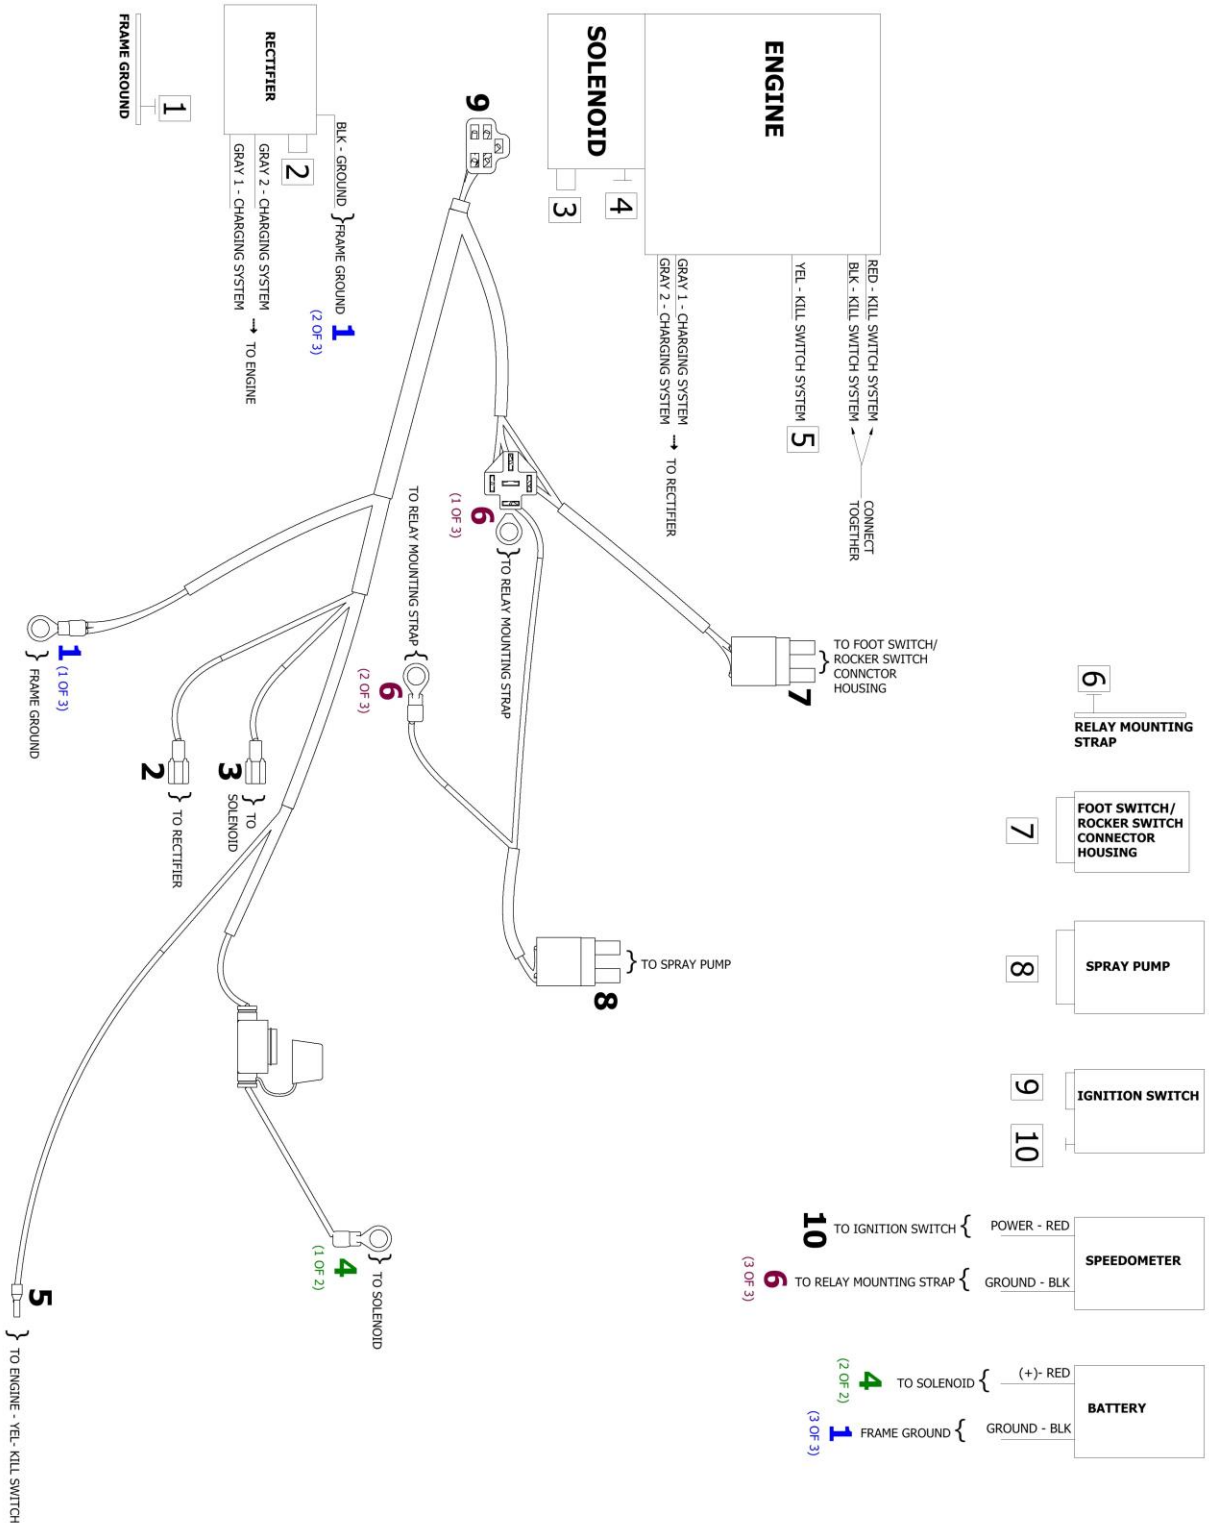 FRAME GROUND
1
RECTIFIER
2
BLK - GROUND
FRAME GROUND
1
(2 OF 3)
GRAY 2 - CHARGING SYSTEM
GRAY 1 - CHARGING SYSTEM
TO ENGINE
9
SOLENOID
3
4
ENGINE
RED - KILL SWITCH SYSTEM
BLK - KILL SWITCH SYSTEM
CONNECT
TOGETHER
YEL - KILL SWITCH SYSTEM
5
GRAY 1 - CHARGING SYSTEM
GRAY 2 - CHARGING SYSTEM
TO RECTIFIER
6
(1 OF 3)
TO RELAY MOUNTING STRAP
TO RELAY MOUNTING STRAP
6
(2 OF 3)
TO FOOT SWITCH/
ROCKER SWITCH
CONNCTOR
HOUSING
7
TO SPRAY PUMP
8
1
(1 OF 3)
FRAME GROUND
2
TO RECTIFIER
3
TO
SOLENOID
4
(1 OF 2)
TO SOLENOID
5
TO ENGINE - YEL- KILL SWITCH
6
RELAY MOUNTING
STRAP
7
FOOT SWITCH/
ROCKER SWITCH
CONNECTOR
HOUSING
8
SPRAY PUMP
9
10
IGNITION SWITCH
10
TO IGNITION SWITCH
POWER - RED
SPEEDOMETER
6
(3 OF 3)
TO RELAY MOUNTING STRAP
GROUND - BLK
4
(2 OF 2)
TO SOLENOID
(+)- RED
BATTERY
1
(3 OF 3)
FRAME GROUND
GROUND - BLK